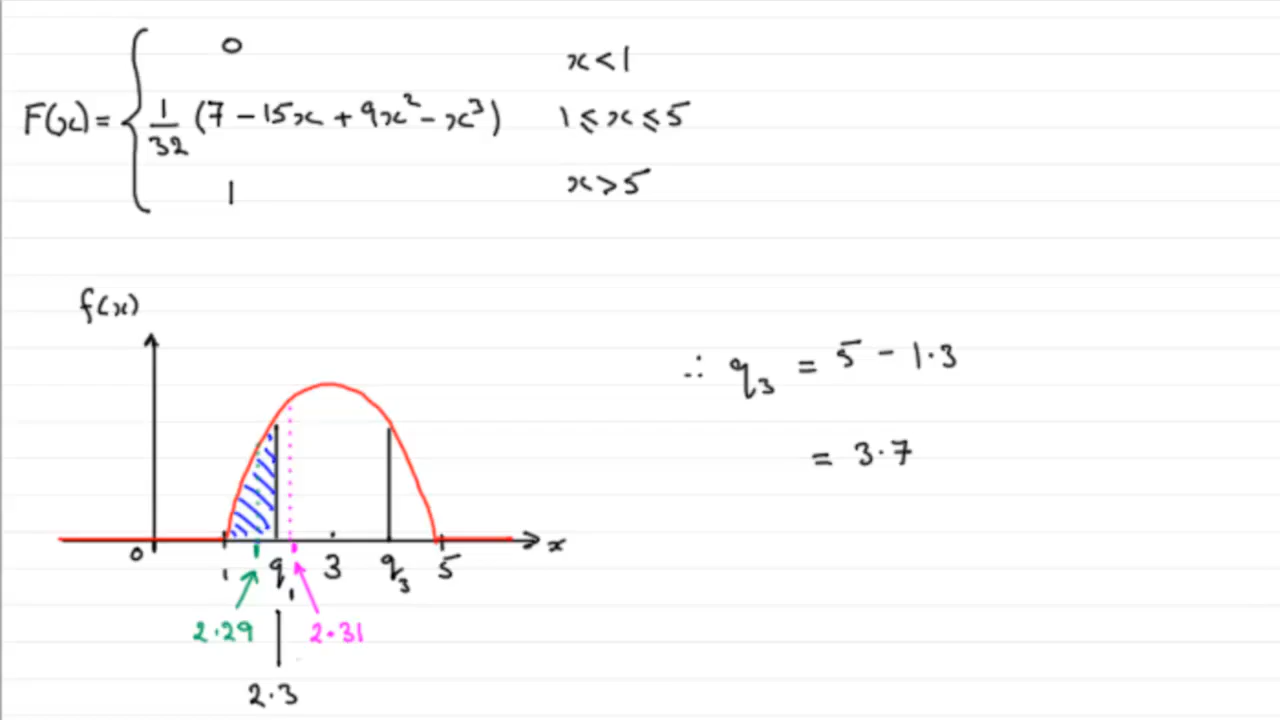 0 x < 1
F(x) = { 1/32 (7 - 15x + 9x² - x³) 1 ≤ x ≤ 5
1 x > 5
f(x)
∴ q₃ = 5 - 1.3
= 3.7
0 1 q₁ 3 q₃ 5 x
2.29 2.31
2.3